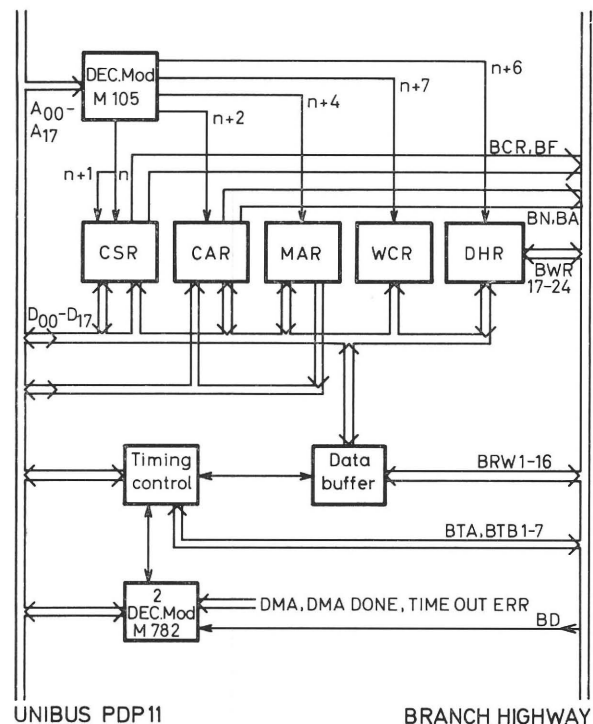 DEC.Mod
M 105
A00-
A17
n+6
n+7
n+4
n+2
n+1
n
BCR,BF
BN,BA
CSR
CAR
MAR
WCR
DHR
BWR
17-24
D00-D17
Timing
control
Data
buffer
BRW1-16
BTA,BTB1-7
2
DEC.Mod
M 782
DMA, DMA DONE, TIME OUT ERR
BD
UNIBUS PDP11
BRANCH HIGHWAY